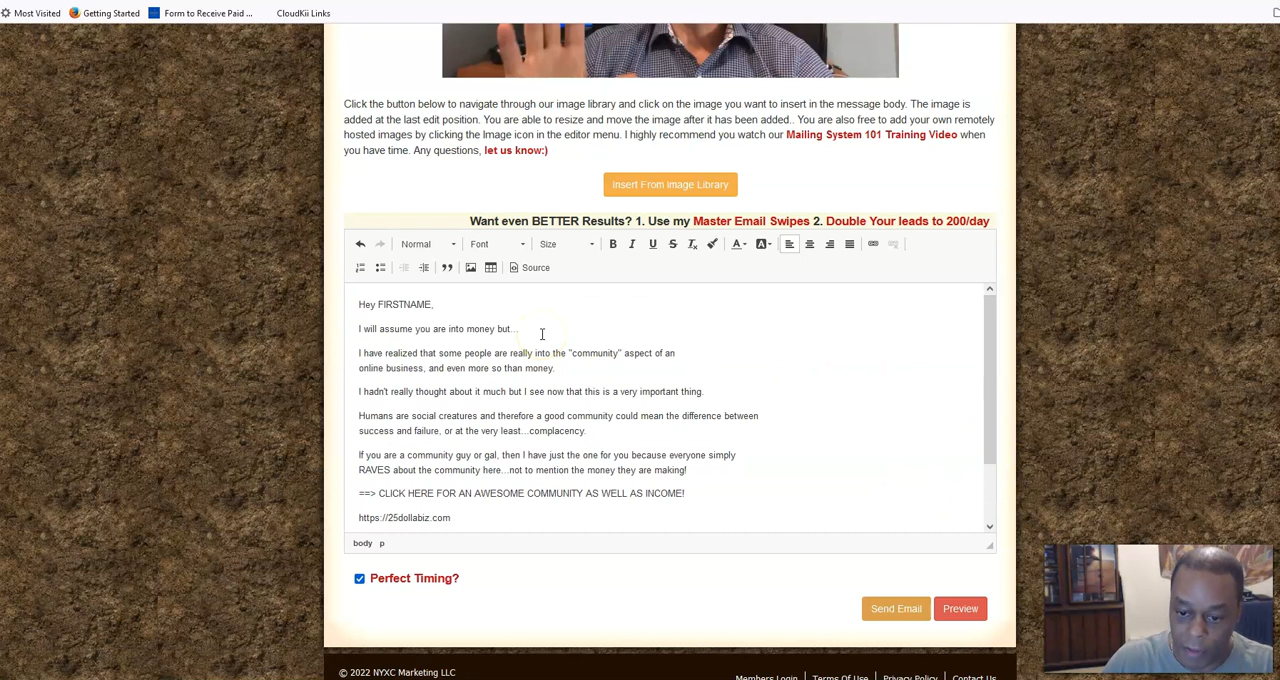 Most Visited
Getting Started
Form to Receive Paid ...
CloudKii Links
Click the button below to navigate through our image library and click on the image you want to insert in the message body. The image is
added at the last edit position. You are able to resize and move the image after it has been added.. You are also free to add your own remotely
hosted images by clicking the Image icon in the editor menu. I highly recommend you watch our Mailing System 101 Training Video when
you have time. Any questions, let us know:)
Insert From image Library
Want even BETTER Results? 1. Use my Master Email Swipes 2. Double Your leads to 200/day
Normal
Font
Size
Source
Hey FIRSTNAME,
I will assume you are into money but...
I have realized that some people are really into the "community" aspect of an
online business, and even more so than money.
I hadn't really thought about it much but I see now that this is a very important thing.
Humans are social creatures and therefore a good community could mean the difference between
success and failure, or at the very least...complacency.
If you are a community guy or gal, then I have just the one for you because everyone simply
RAVES about the community here...not to mention the money they are making!
==> CLICK HERE FOR AN AWESOME COMMUNITY AS WELL AS INCOME!
https://25dollabiz.com
body p
Perfect Timing?
Send Email
Preview
© 2022 NYXC Marketing LLC
Members Login
Terms Of Use
Privacy Policy
Contact Us